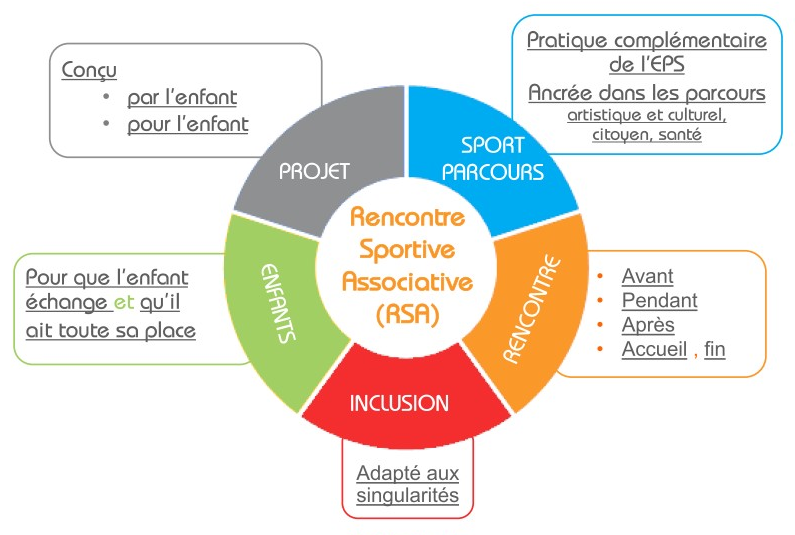 Pratique complémentaire
de l'EPS
Ancrée dans les parcours
artistique et culturel,
citoyen, santé
Conçu
• par l'enfant
• pour l'enfant
PROJET
SPORT
PARCOURS
Rencontre
Sportive
Associative
(RSA)
ENFANTS
RENCONTRE
Pour que l'enfant
échange et qu'il
ait toute sa place
• Avant
• Pendant
• Après
• Accueil , fin
INCLUSION
Adapté aux
singularités